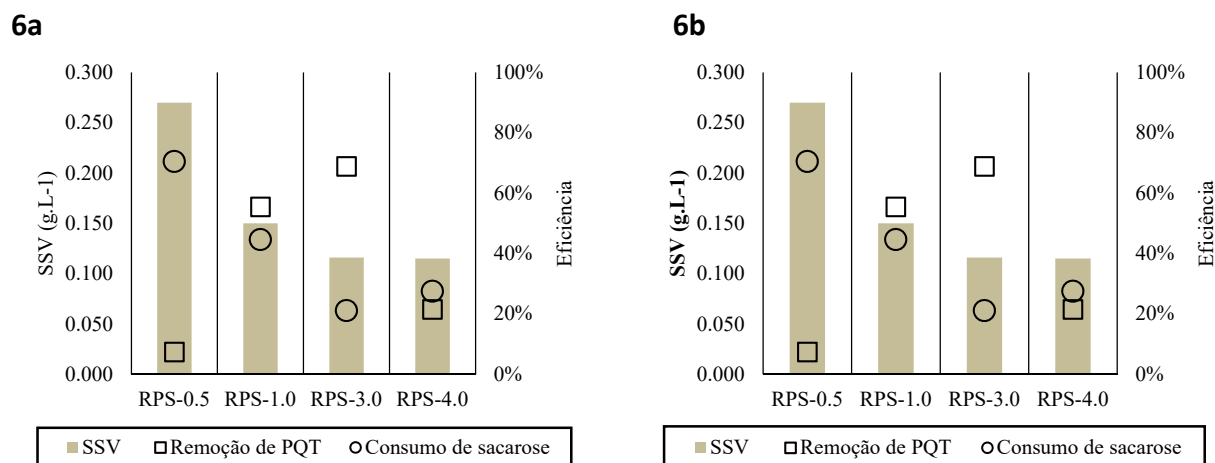 6a
0.300
0.250
0.200
0.150
0.100
0.050
0.000
SSV (g.L-1)
100%
80%
60%
40%
20%
0%
Eficiência
RPS-0.5 RPS-1.0 RPS-3.0 RPS-4.0
SSV Remoção de PQT Consumo de sacarose
6b
0.300
0.250
0.200
0.150
0.100
0.050
0.000
SSV (g.L-1)
100%
80%
60%
40%
20%
0%
Eficiência
RPS-0.5 RPS-1.0 RPS-3.0 RPS-4.0
SSV Remoção de PQT Consumo de sacarose